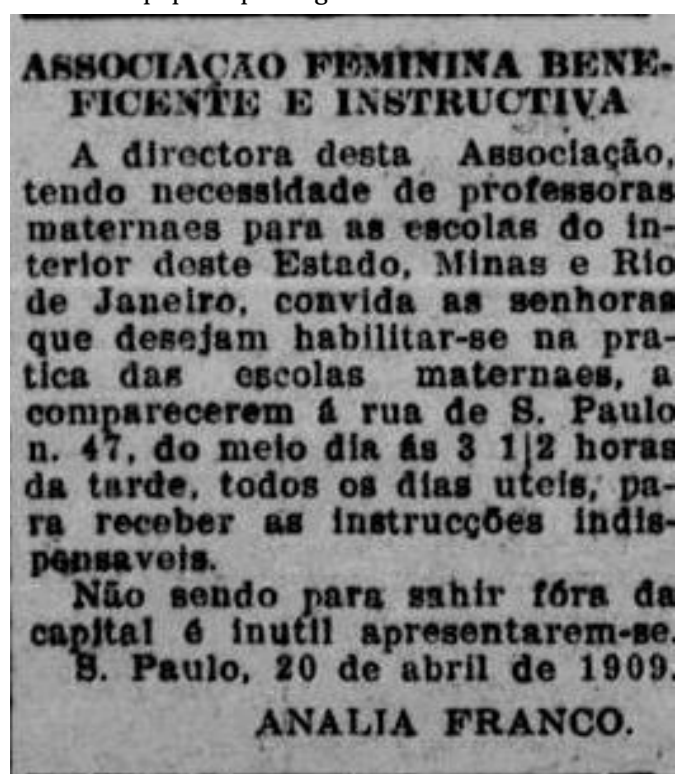 ASSOCIAÇAO FEMININA BENE-
FICENTE E INSTRUCTIVA
A directora desta Associação,
tendo necessidade de professoras
maternaes para as escolas do in-
terior deste Estado, Minas e Rio
de Janeiro, convida as senhoras
que desejam habilitar-se na pra-
tica das escolas maternaes, a
comparecerem á rua de S. Paulo
n. 47, do meio dia ás 3 1|2 horas
da tarde, todos os dias uteis, pa-
ra receber as instrucções indis-
pensaveis.
Não sendo para sahir fóra da
capital é inutil apresentarem-se.
S. Paulo, 20 de abril de 1909.
ANALIA FRANCO.